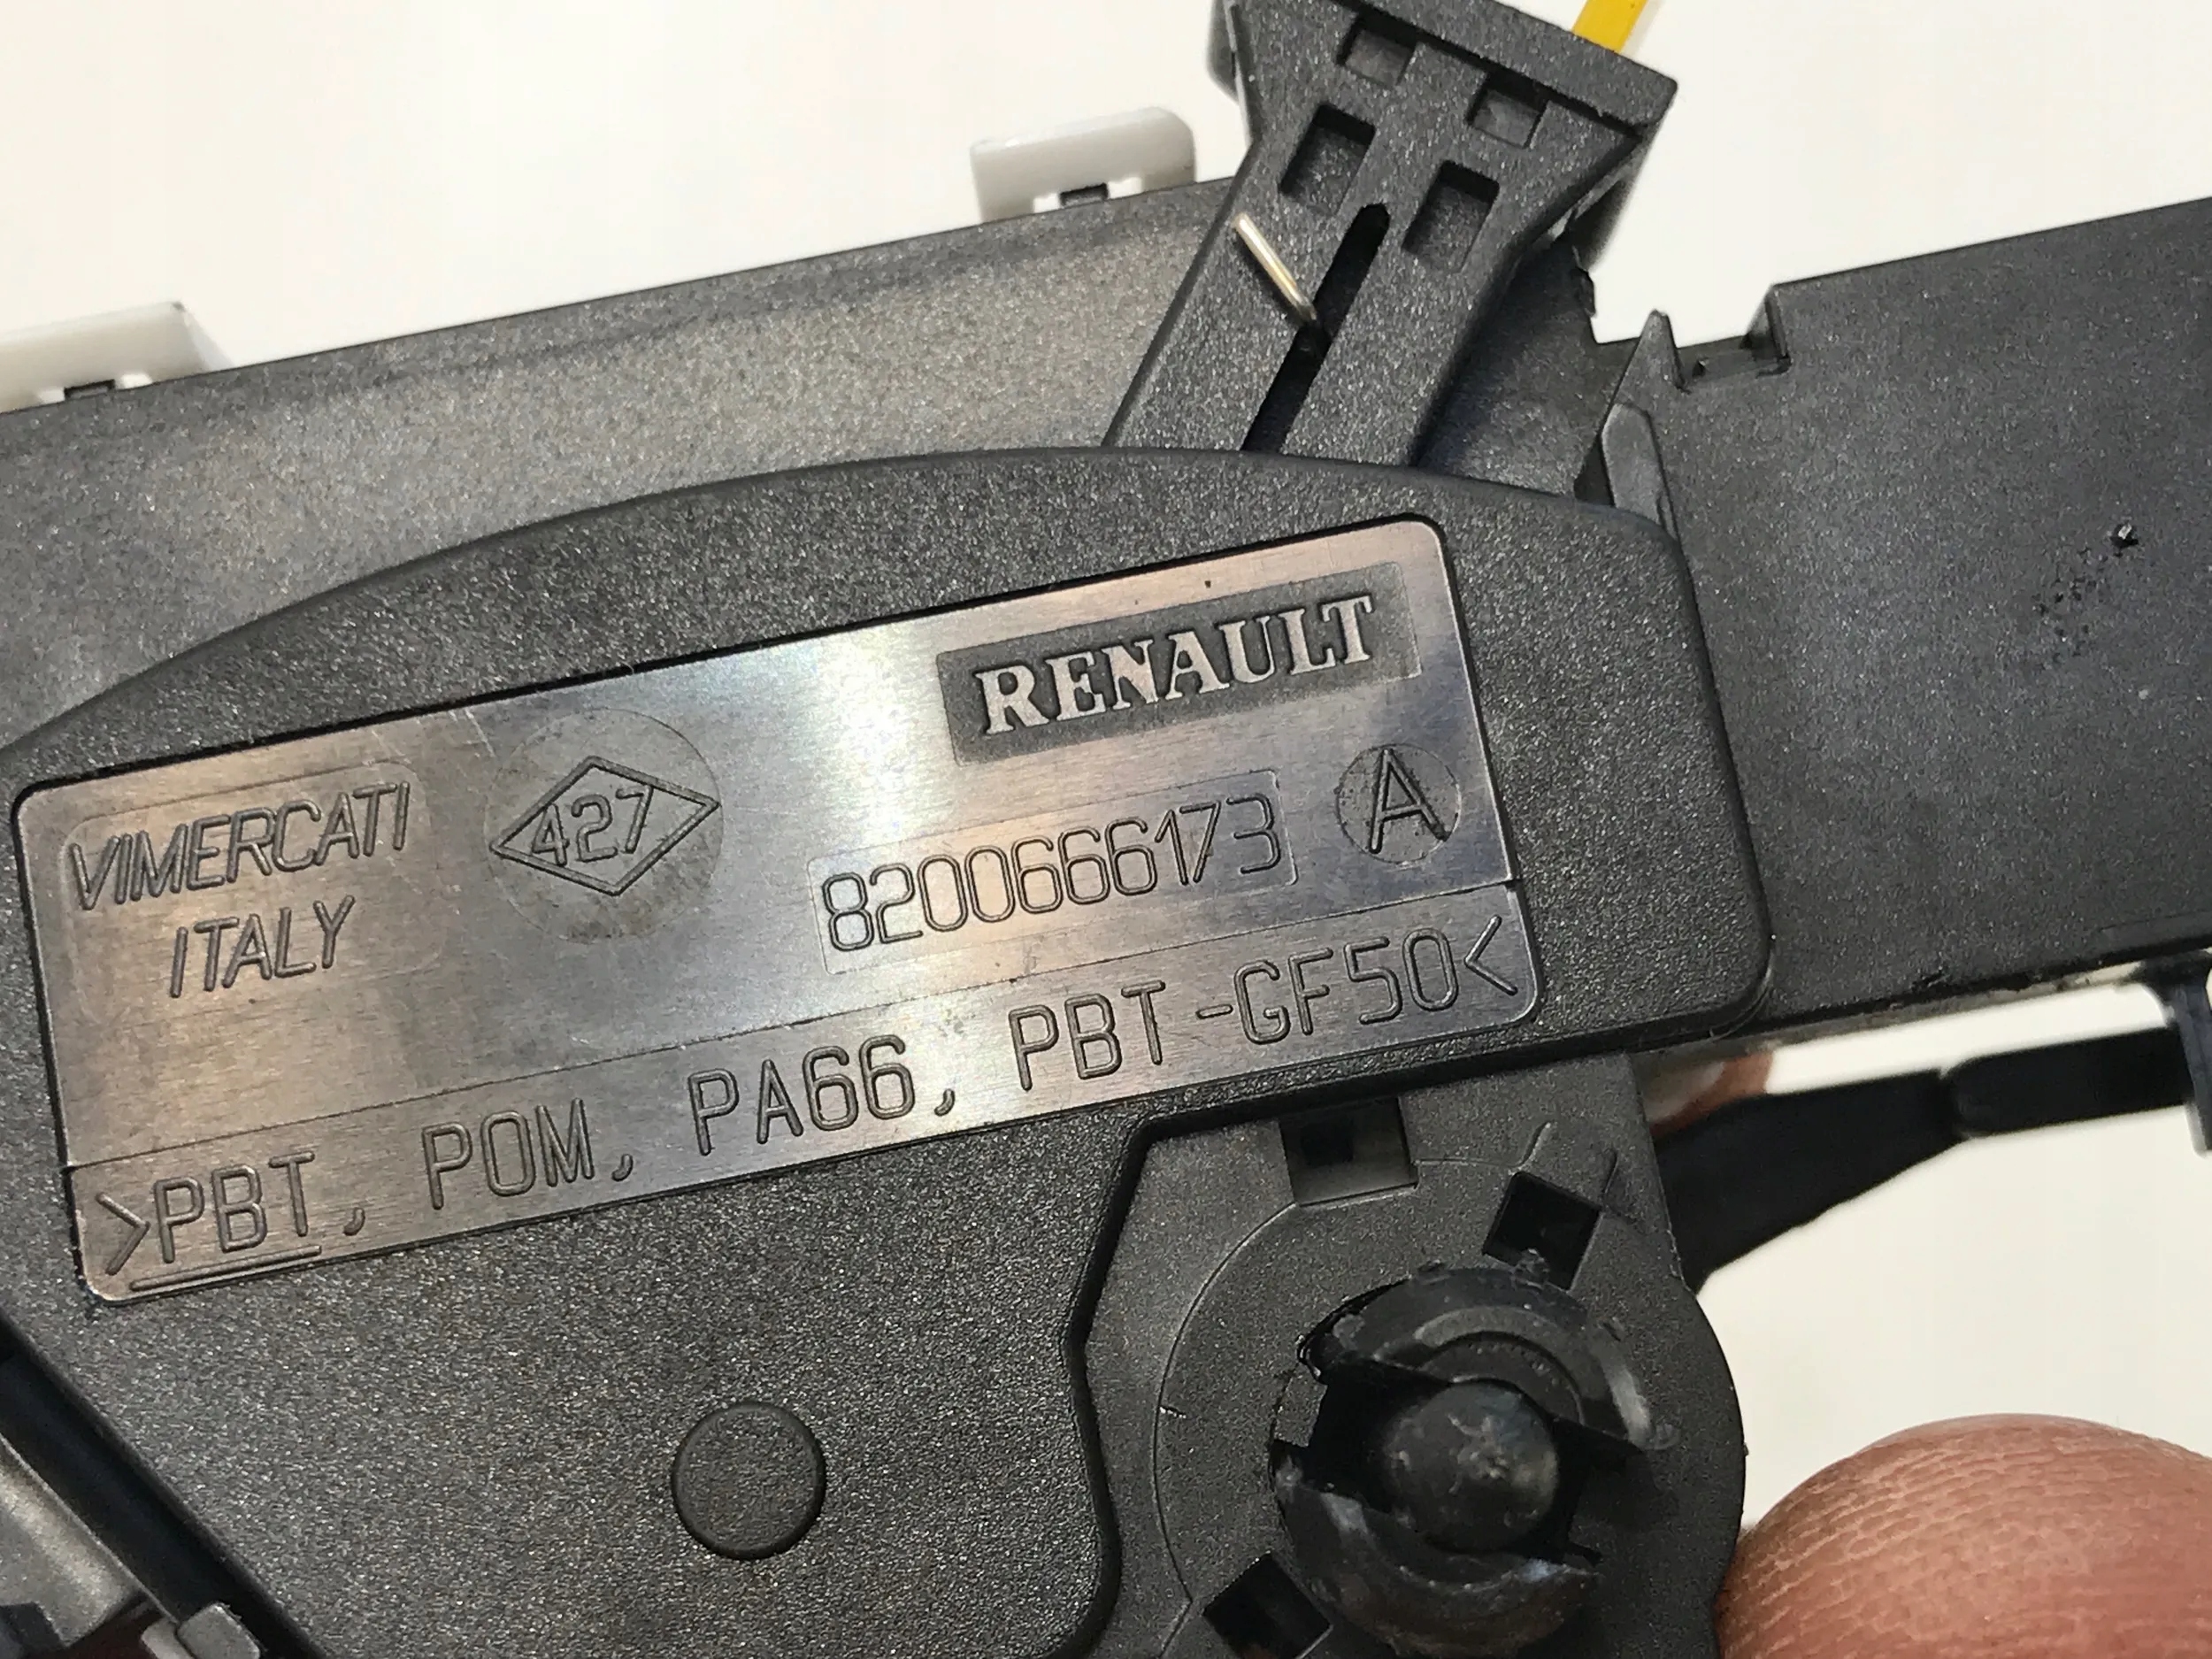 RENAULT
VIMERCATI
ITALY
427
8200666173
A
>PBT, POM, PA66, PBT-GF50<